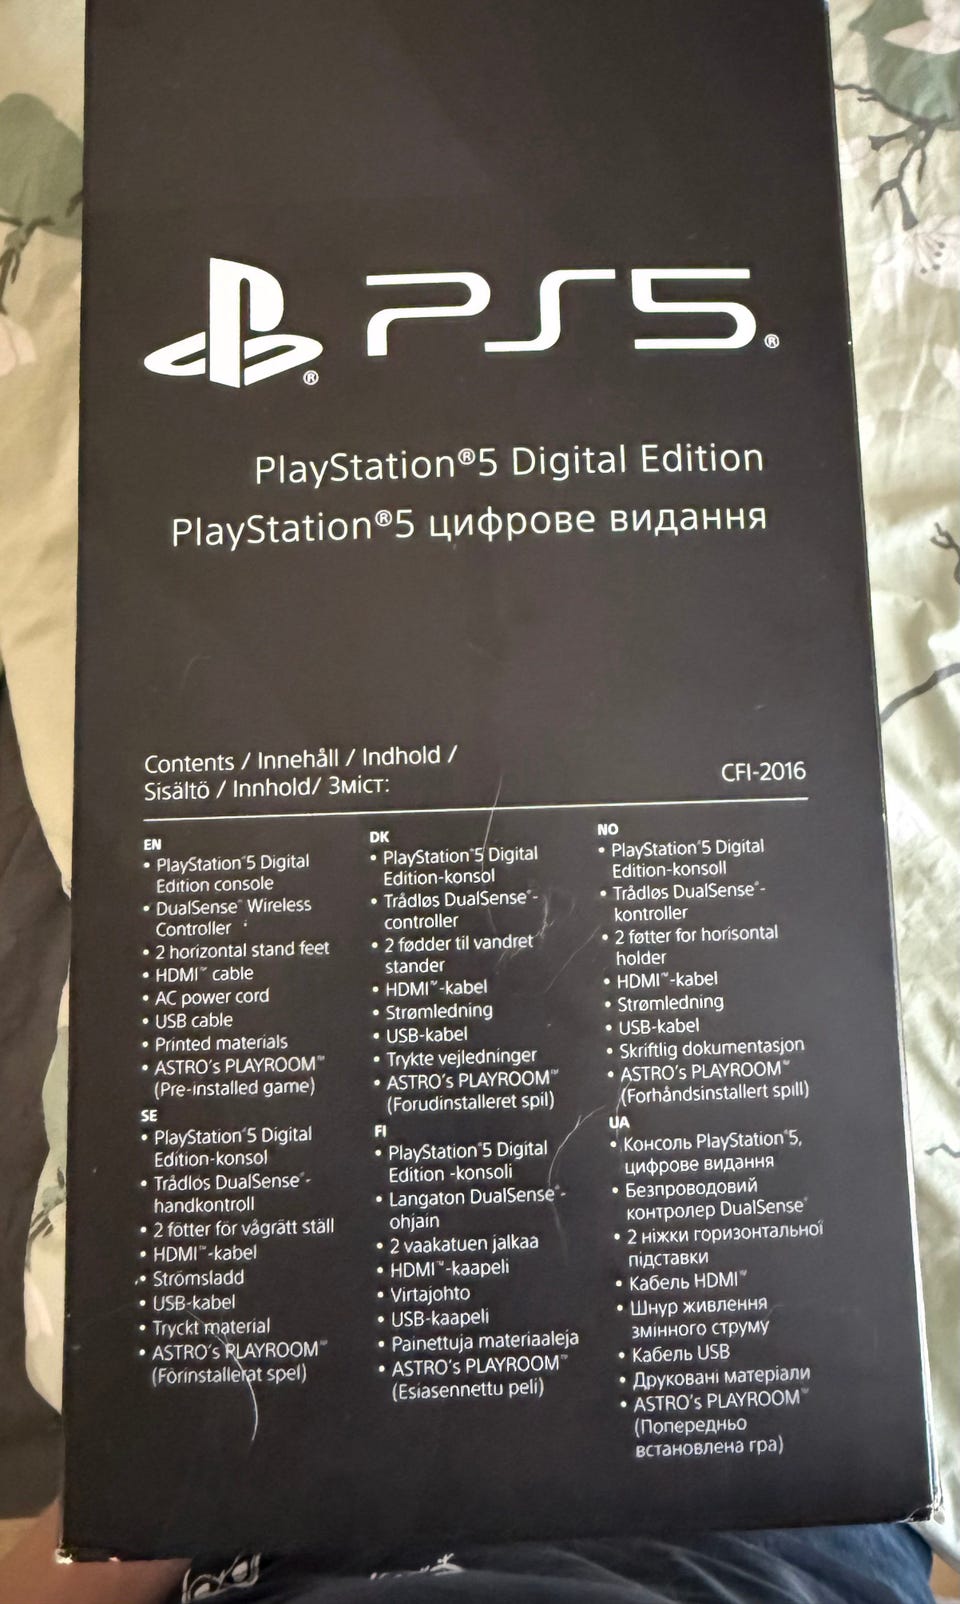 PS5®
PlayStation®5 Digital Edition
PlayStation®5 цифрове видання
Contents / Innehåll / Indhold /
Sisältö / Innhold/ Зміст:
CFI-2016
EN
• PlayStation®5 Digital
Edition console
• DualSense® Wireless
Controller
• 2 horizontal stand feet
• HDMI™ cable
• AC power cord
• USB cable
• Printed materials
• ASTRO's PLAYROOM™
(Pre-installed game)
SE
• PlayStation®5 Digital
Edition-konsol
• Trådlös DualSense®-
handkontroll
• 2 fötter för vågrätt ställ
• HDMI™-kabel
• Strömsladd
• USB-kabel
• Tryckt material
• ASTRO's PLAYROOM™
(Förinstallerat spel)
DK
• PlayStation®5 Digital
Edition-konsol
• Trådløs DualSense®-
controller
• 2 fødder til vandret
stander
• HDMI™-kabel
• Strømledning
• USB-kabel
• Trykte vejledninger
• ASTRO's PLAYROOM™
(Forudinstalleret spil)
FI
• PlayStation®5 Digital
Edition -konsoli
• Langaton DualSense®-
ohjain
• 2 vaakatuen jalkaa
• HDMI™-kaapeli
• Virtajohto
• USB-kaapeli
• Painettuja materiaaleja
• ASTRO's PLAYROOM™
(Esiasennettu peli)
NO
• PlayStation®5 Digital
Edition-konsoll
• Trådløs DualSense®-
kontroller
• 2 føtter for horisontal
holder
• HDMI™-kabel
• Strømledning
• USB-kabel
• Skriftlig dokumentasjon
• ASTRO's PLAYROOM™
(Forhåndsinstallert spill)
UA
• Консоль PlayStation®5,
цифрове видання
• Безпроводовий
контролер DualSense®
• 2 ніжки горизонтальної
підставки
• Кабель HDMI™
• Шнур живлення
змінного струму
• Кабель USB
• Друковані матеріали
• ASTRO's PLAYROOM™
(Попередньо
встановлена гра)